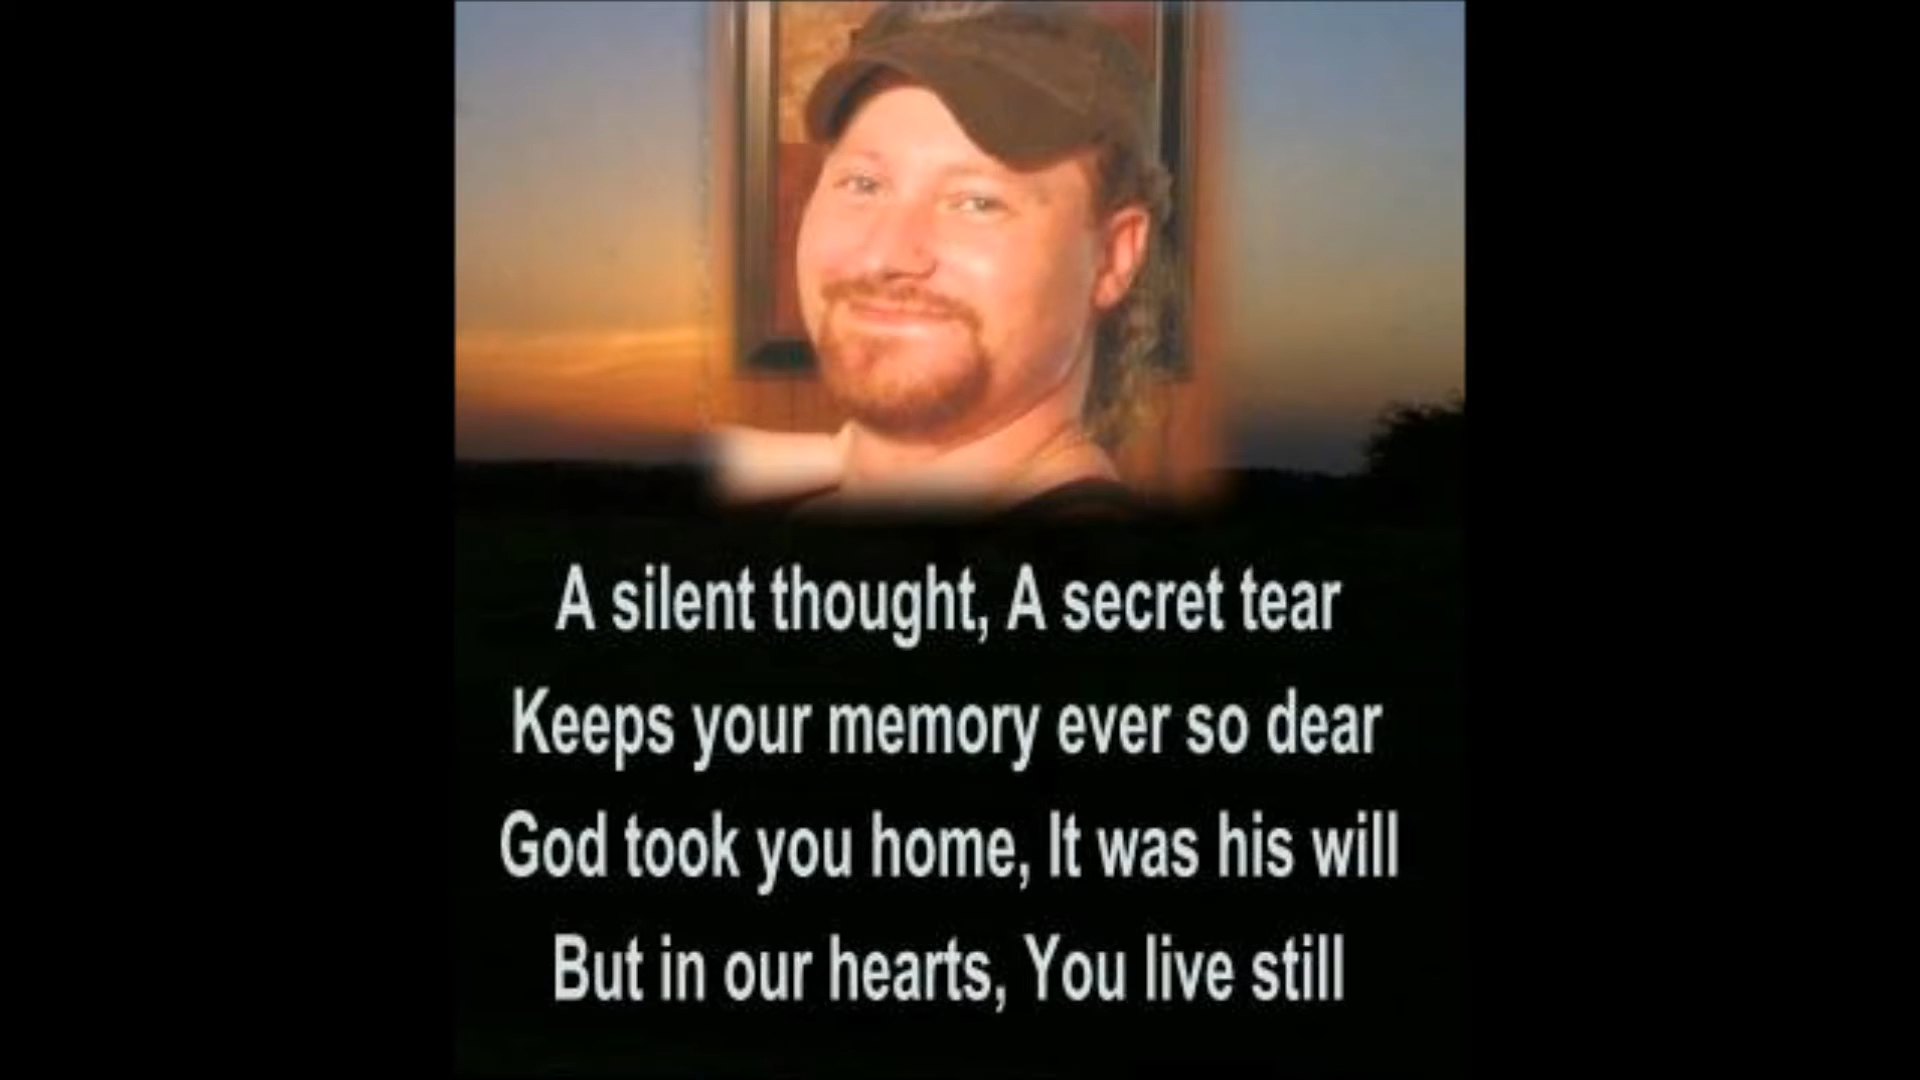 A silent thought, A secret tear
Keeps your memory ever so dear
God took you home, It was his will
But in our hearts, You live still